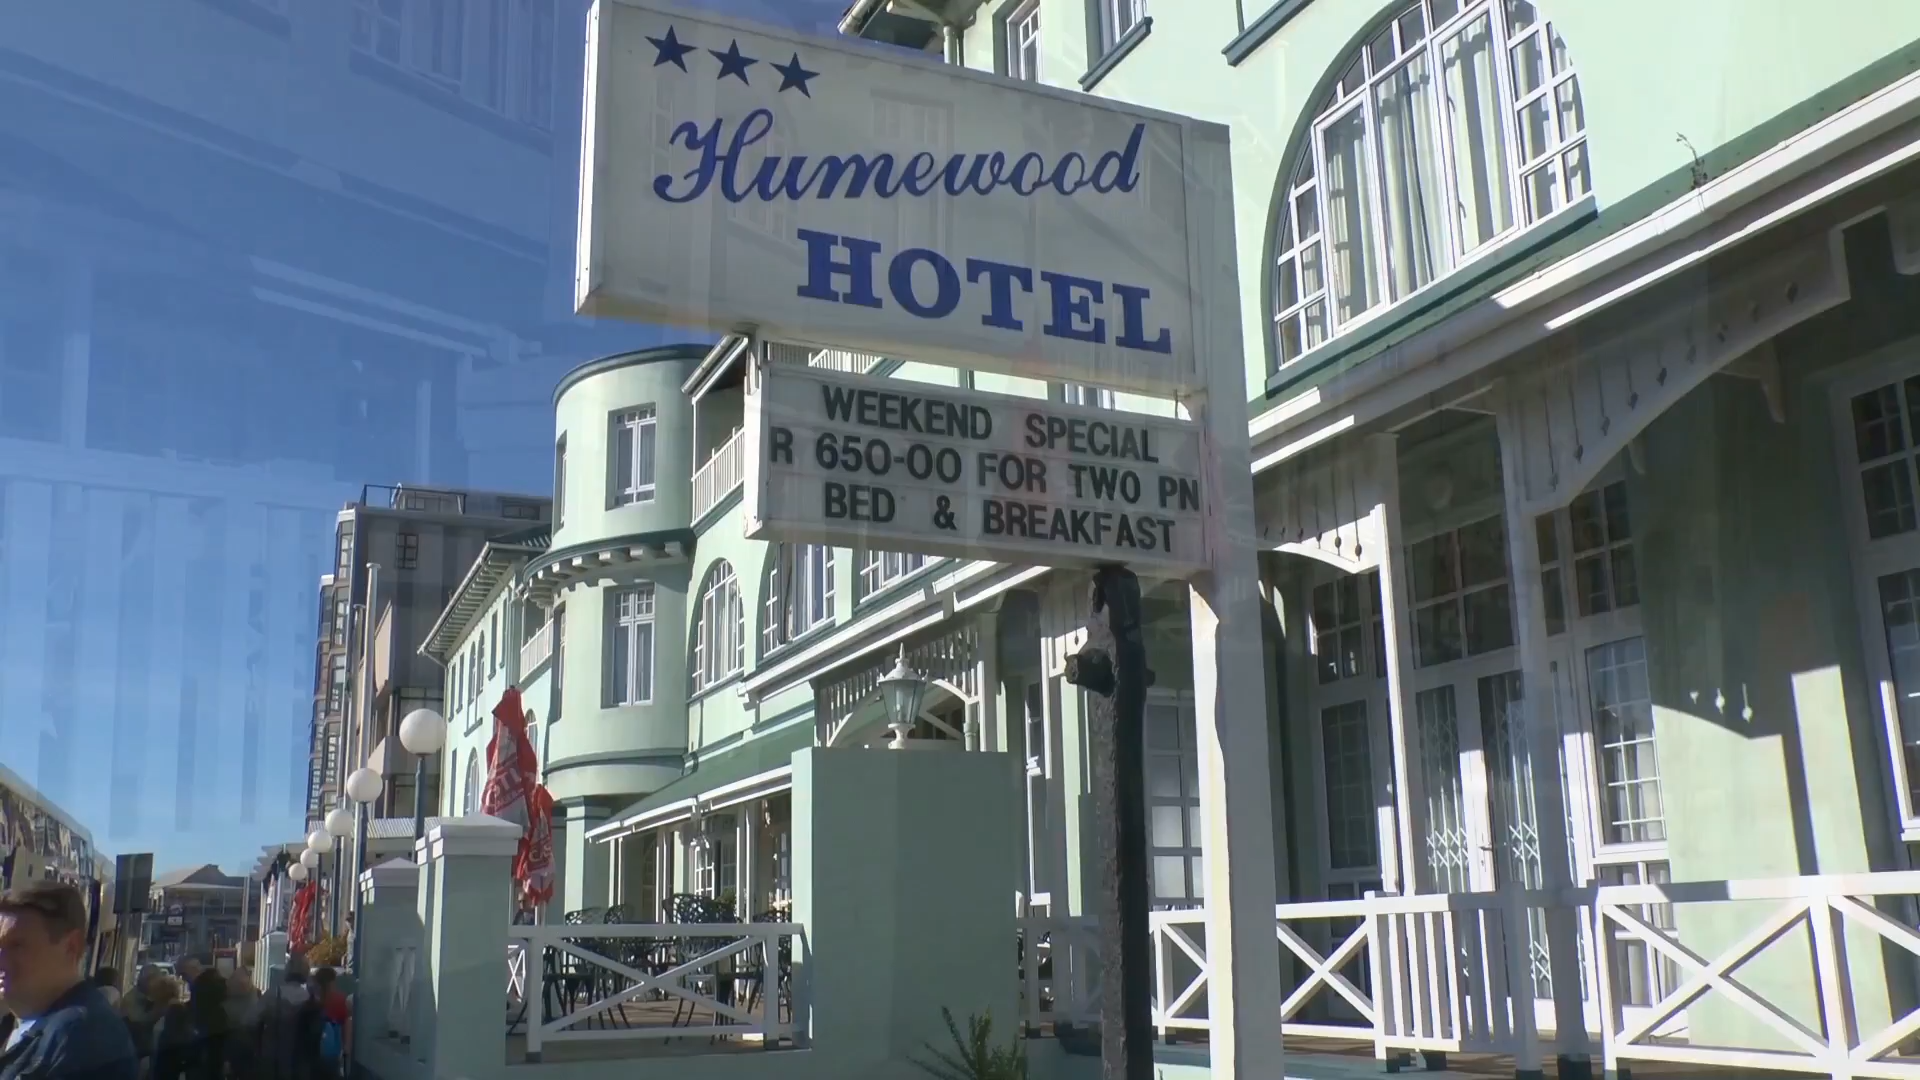 Humewood
HOTEL
WEEKEND SPECIAL
R 650-00 FOR TWO PN
BED & BREAKFAST